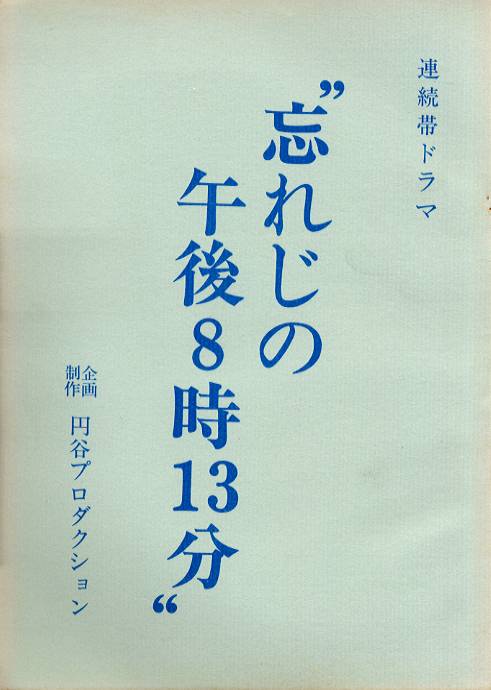 連続帯ドラマ
”忘れじの
午後8時13分“
企画
制作
円谷プロダクション